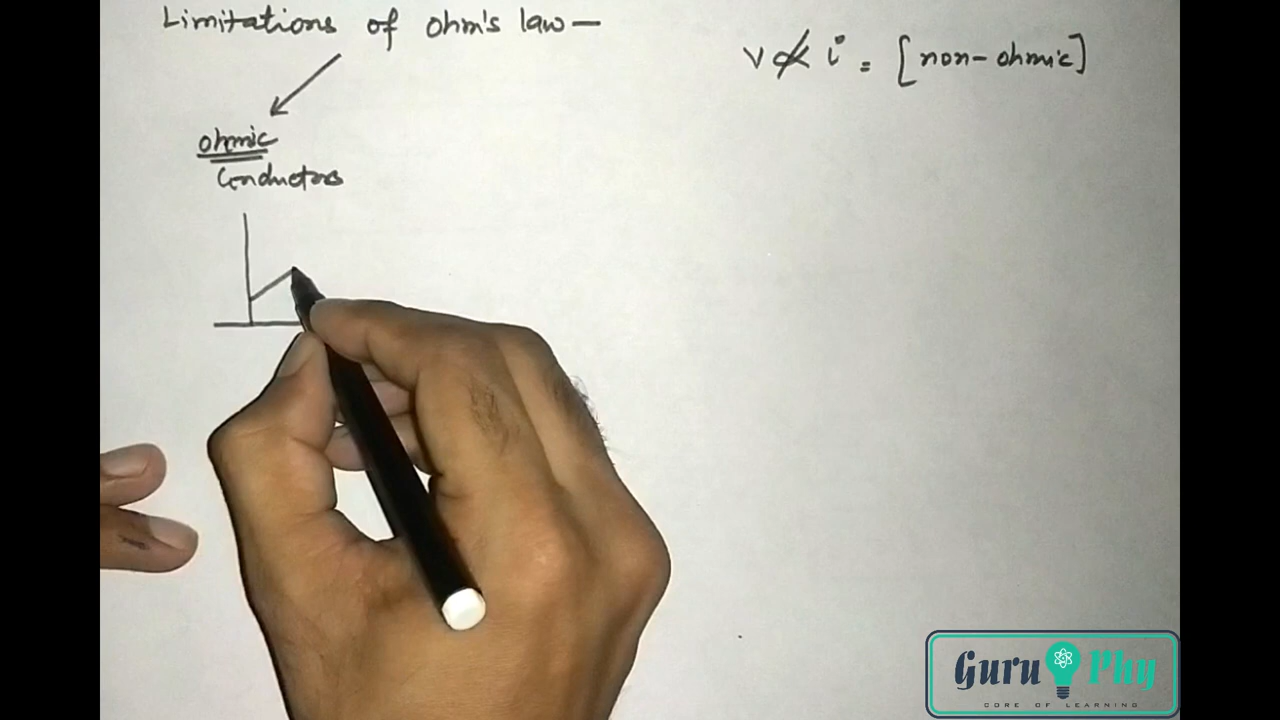 Limitations of ohm's law —
V ∝̸ i = [non-ohmic]
ohmic
Conductors
Guru Phy
CORE OF LEARNING